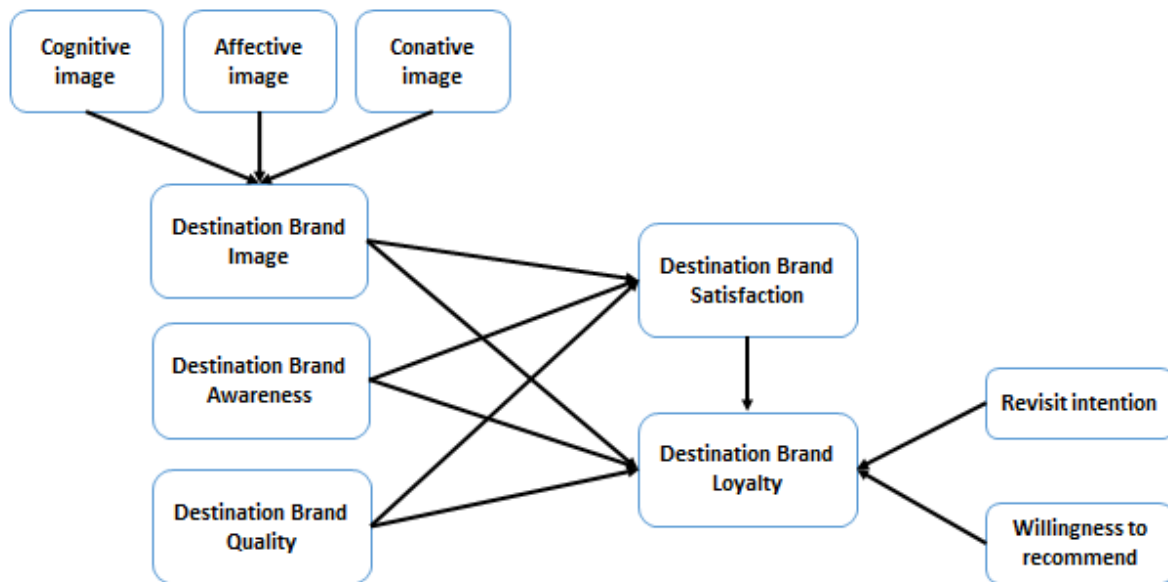 Cognitive
image
Affective
image
Conative
image
Destination Brand
Image
Destination Brand
Satisfaction
Destination Brand
Awareness
Revisit intention
Destination Brand
Loyalty
Destination Brand
Quality
Willingness to
recommend